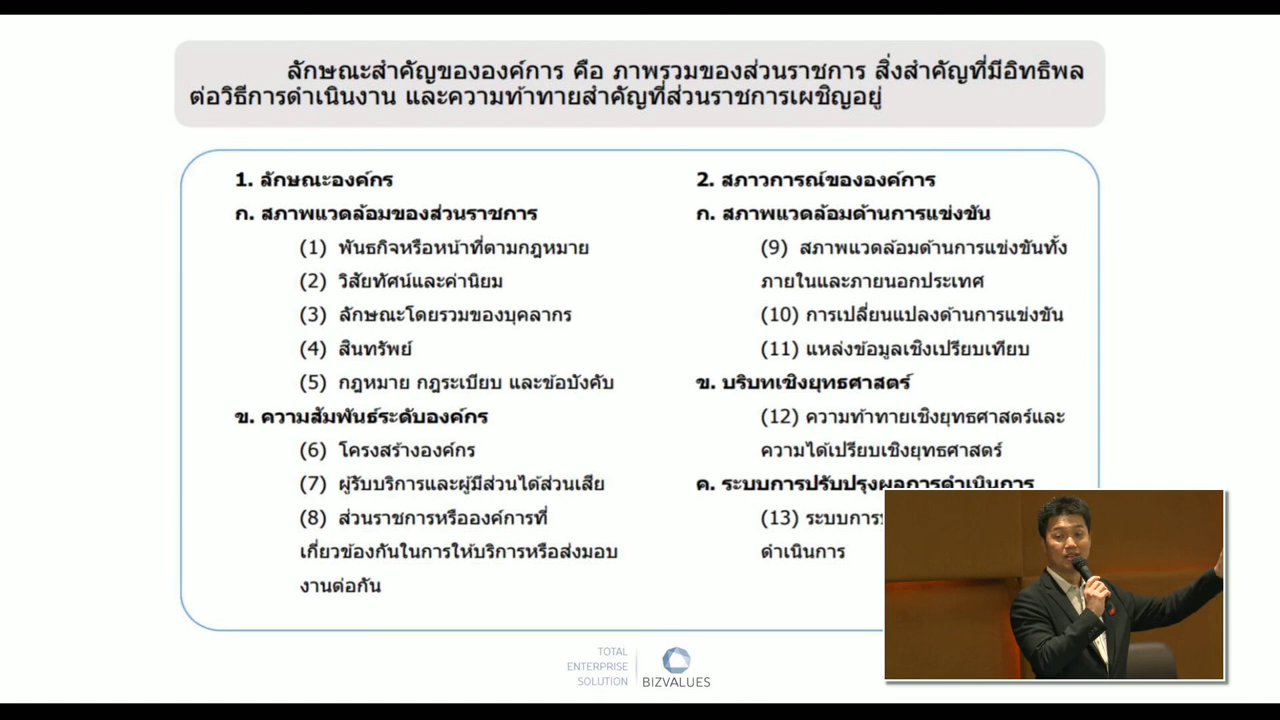 ลักษณะสำคัญขององค์การ คือ ภาพรวมของส่วนราชการ สิ่งสำคัญที่มีอิทธิพล
ต่อวิธีการดำเนินงาน และความท้าทายสำคัญที่ส่วนราชการเผชิญอยู่
1. ลักษณะองค์กร
ก. สภาพแวดล้อมของส่วนราชการ
(1) พันธกิจหรือหน้าที่ตามกฎหมาย
(2) วิสัยทัศน์และค่านิยม
(3) ลักษณะโดยรวมของบุคลากร
(4) สินทรัพย์
(5) กฎหมาย กฎระเบียบ และข้อบังคับ
ข. ความสัมพันธ์ระดับองค์กร
(6) โครงสร้างองค์กร
(7) ผู้รับบริการและผู้มีส่วนได้ส่วนเสีย
(8) ส่วนราชการหรือองค์การที่
เกี่ยวข้องกันในการให้บริการหรือส่งมอบ
งานต่อกัน
2. สภาวการณ์ขององค์การ
ก. สภาพแวดล้อมด้านการแข่งขัน
(9) สภาพแวดล้อมด้านการแข่งขันทั้ง
ภายในและภายนอกประเทศ
(10) การเปลี่ยนแปลงด้านการแข่งขัน
(11) แหล่งข้อมูลเชิงเปรียบเทียบ
ข. บริบทเชิงยุทธศาสตร์
(12) ความท้าทายเชิงยุทธศาสตร์และ
ความได้เปรียบเชิงยุทธศาสตร์
ค. ระบบการปรับปรุงผลการดำเนินการ
(13) ระบบการ
ดำเนินการ
TOTAL
ENTERPRISE
SOLUTION
BIZVALUES